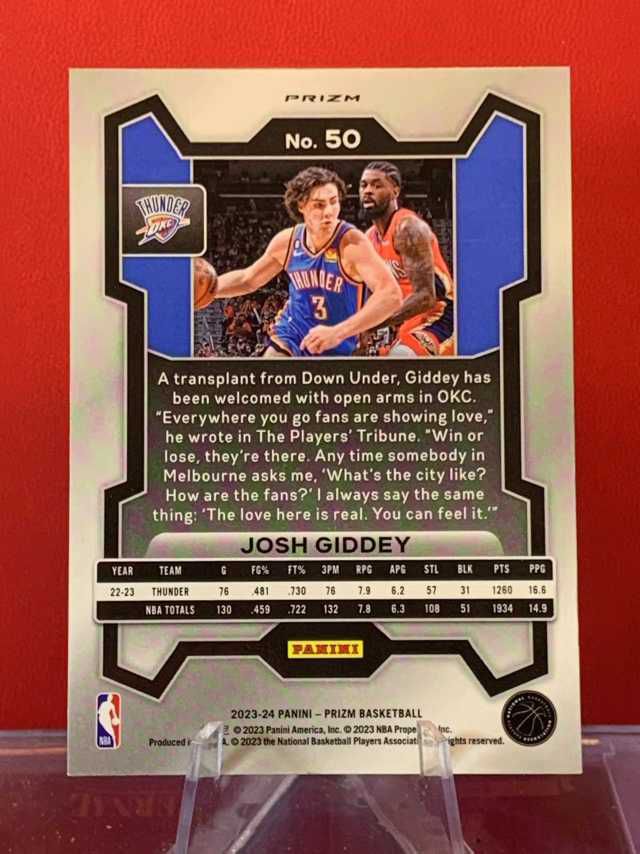 PRIZM
No. 50
THUNDER
OKC
THUNDER
3
A transplant from Down Under, Giddey has
been welcomed with open arms in OKC.
"Everywhere you go fans are showing love,"
he wrote in The Players' Tribune. "Win or
lose, they're there. Any time somebody in
Melbourne asks me, 'What's the city like?
How are the fans?' I always say the same
thing: 'The love here is real. You can feel it.'"
JOSH GIDDEY
YEAR TEAM G FG% FT% 3PM RPG APG STL BLK PTS PPG
22-23 THUNDER 76 .481 .730 76 7.9 6.2 57 31 1260 16.6
NBA TOTALS 130 .459 .722 132 7.8 6.3 108 51 1934 14.9
PANINI
2023-24 PANINI – PRIZM BASKETBALL
© 2023 Panini America, Inc. © 2023 NBA Prope Inc.
Produced in A. © 2023 the National Basketball Players Associat ghts reserved.
NBA
NATIONAL BASKETBALL
PLAYERS ASSOCIATION